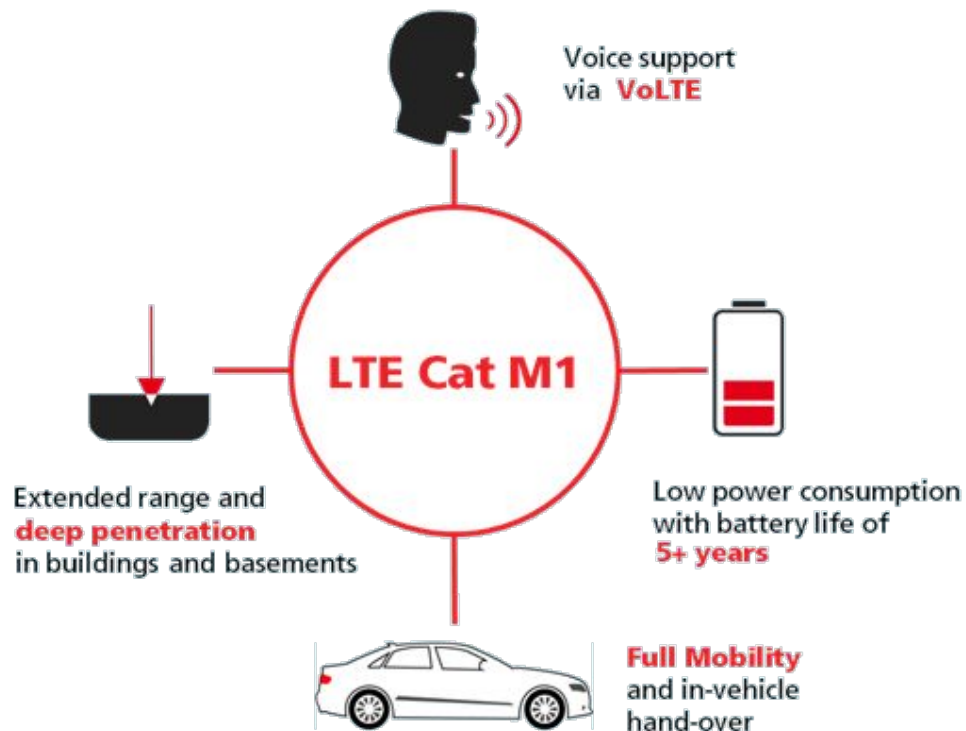 Voice support
via VoLTE
LTE Cat M1
Extended range and
deep penetration
in buildings and basements
Low power consumption
with battery life of
5+ years
Full Mobility
and in-vehicle
hand-over